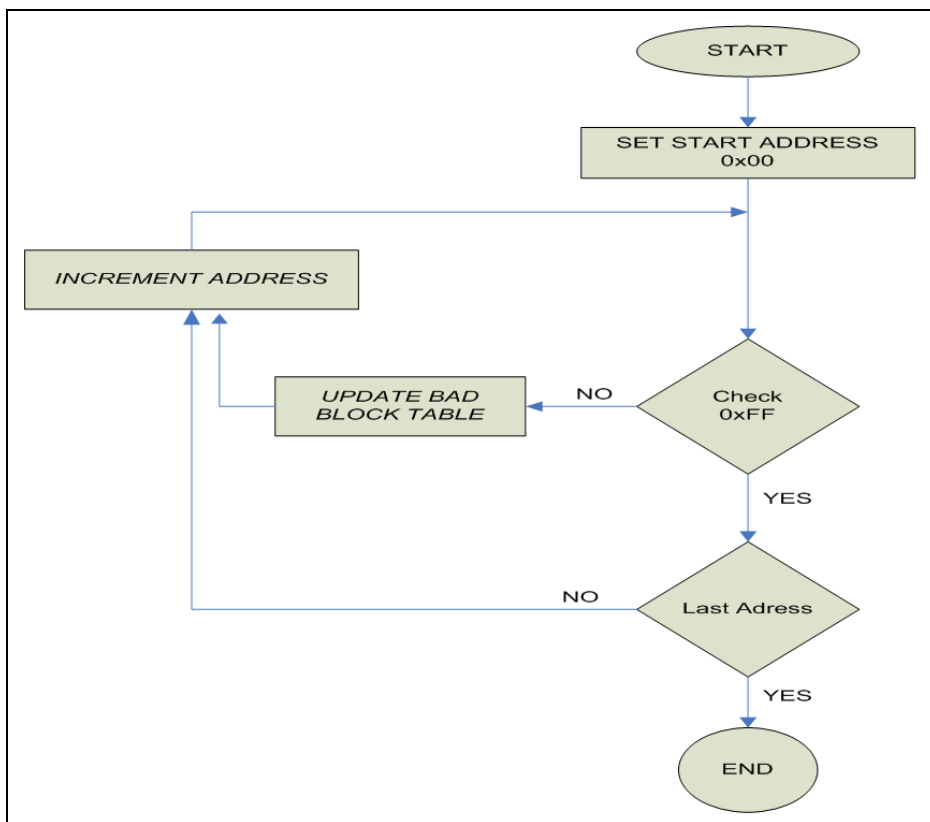 START
SET START ADDRESS
0x00
INCREMENT ADDRESS
UPDATE BAD
BLOCK TABLE
NO
Check
0xFF
YES
NO
Last Adress
YES
END